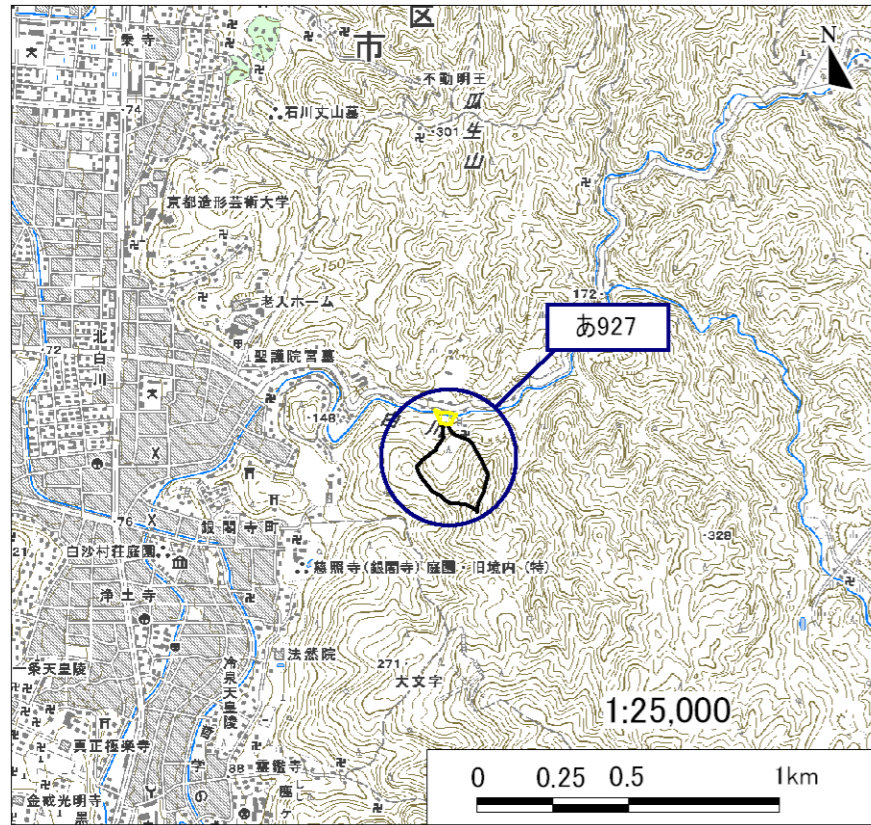 区
市
一乗寺
不動明王
N
石川丈山墓
瓜生山
301
74
京都造形芸術大学
150
老人ホーム
172
あ927
北白川
72
聖護院宮墓
148
76
銀閣寺町
白沙村荘庭園
21
慈照寺(銀閣寺)庭園・旧境内(特)
328
浄土寺
法然院
一条天皇陵
冷泉天皇陵
271
大文字
1:25,000
真正極楽寺
哲学の
88
霊鑑寺
金戒光明寺
黒
0 0.25 0.5 1km